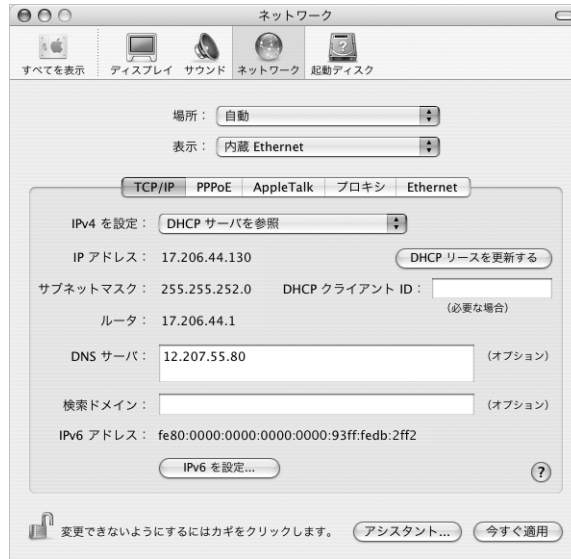 ネットワーク
すべてを表示 ディスプレイ サウンド ネットワーク 起動ディスク
場所： 自動
表示： 内蔵 Ethernet
TCP/IP PPPoE AppleTalk プロキシ Ethernet
IPv4 を設定： DHCP サーバを参照
IP アドレス： 17.206.44.130 DHCP リースを更新する
サブネットマスク： 255.255.252.0 DHCP クライアント ID：
(必要な場合)
ルータ： 17.206.44.1
DNS サーバ： 12.207.55.80 (オプション)
検索ドメイン： (オプション)
IPv6 アドレス： fe80:0000:0000:0000:0000:93ff:fedb:2ff2
IPv6 を設定... ?
変更できないようにするにはカギをクリックします。 アシスタント... 今すぐ適用